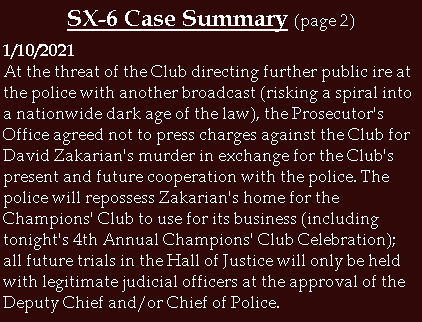 SX-6 Case Summary (page 2)
1/10/2021
At the threat of the Club directing further public ire at
the police with another broadcast (risking a spiral into
a nationwide dark age of the law), the Prosecutor's
Office agreed not to press charges against the Club for
David Zakarian's murder in exchange for the Club's
present and future cooperation with the police. The
police will repossess Zakarian's home for the
Champions' Club to use for its business (including
tonight's 4th Annual Champions' Club Celebration);
all future trials in the Hall of Justice will only be held
with legitimate judicial officers at the approval of the
Deputy Chief and/or Chief of Police.